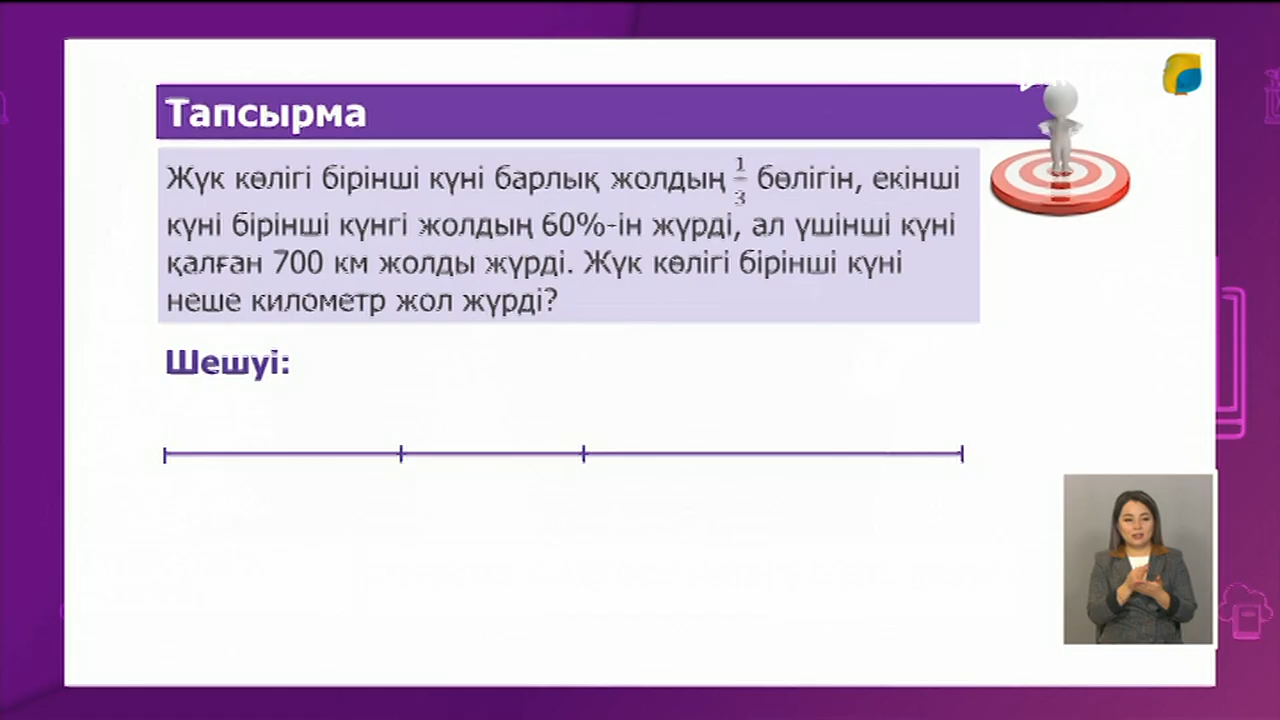 Тапсырма
Жүк көлігі бірінші күні барлық жолдың 1/3 бөлігін, екінші
күні бірінші күнгі жолдың 60%-ін жүрді, ал үшінші күні
қалған 700 км жолды жүрді. Жүк көлігі бірінші күні
неше километр жол жүрді?
Шешуі: